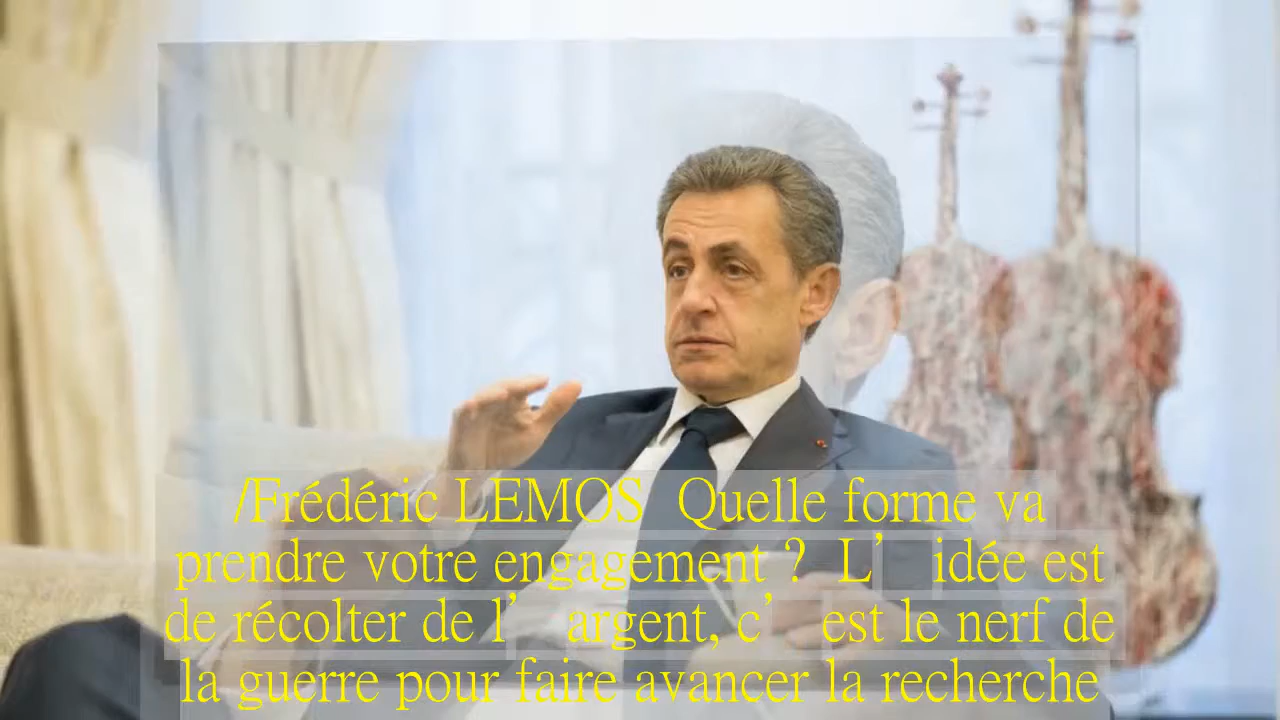 /Frédéric LEMOS  Quelle forme va
prendre votre engagement ?  L’ idée est
de récolter de l’ argent, c’ est le nerf de
la guerre pour faire avancer la recherche